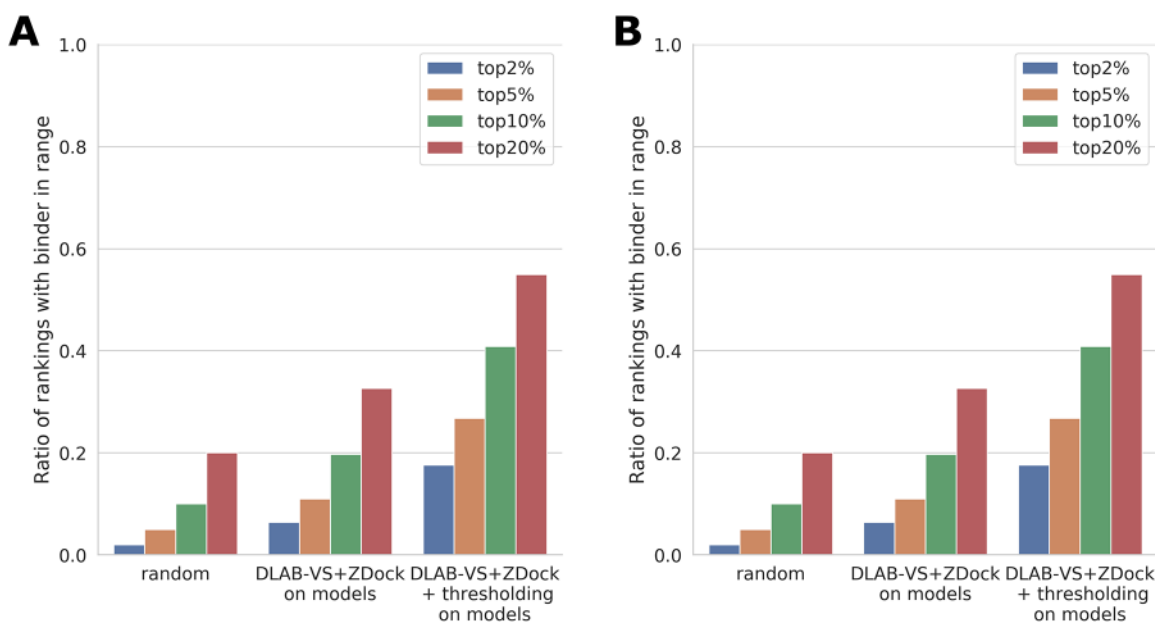 A
Ratio of rankings with binder in range
1.0
0.8
0.6
0.4
0.2
0.0
top2%
top5%
top10%
top20%
random
DLAB-VS+ZDock
on models
DLAB-VS+ZDock
+ thresholding
on models
B
Ratio of rankings with binder in range
1.0
0.8
0.6
0.4
0.2
0.0
top2%
top5%
top10%
top20%
random
DLAB-VS+ZDock
on models
DLAB-VS+ZDock
+ thresholding
on models